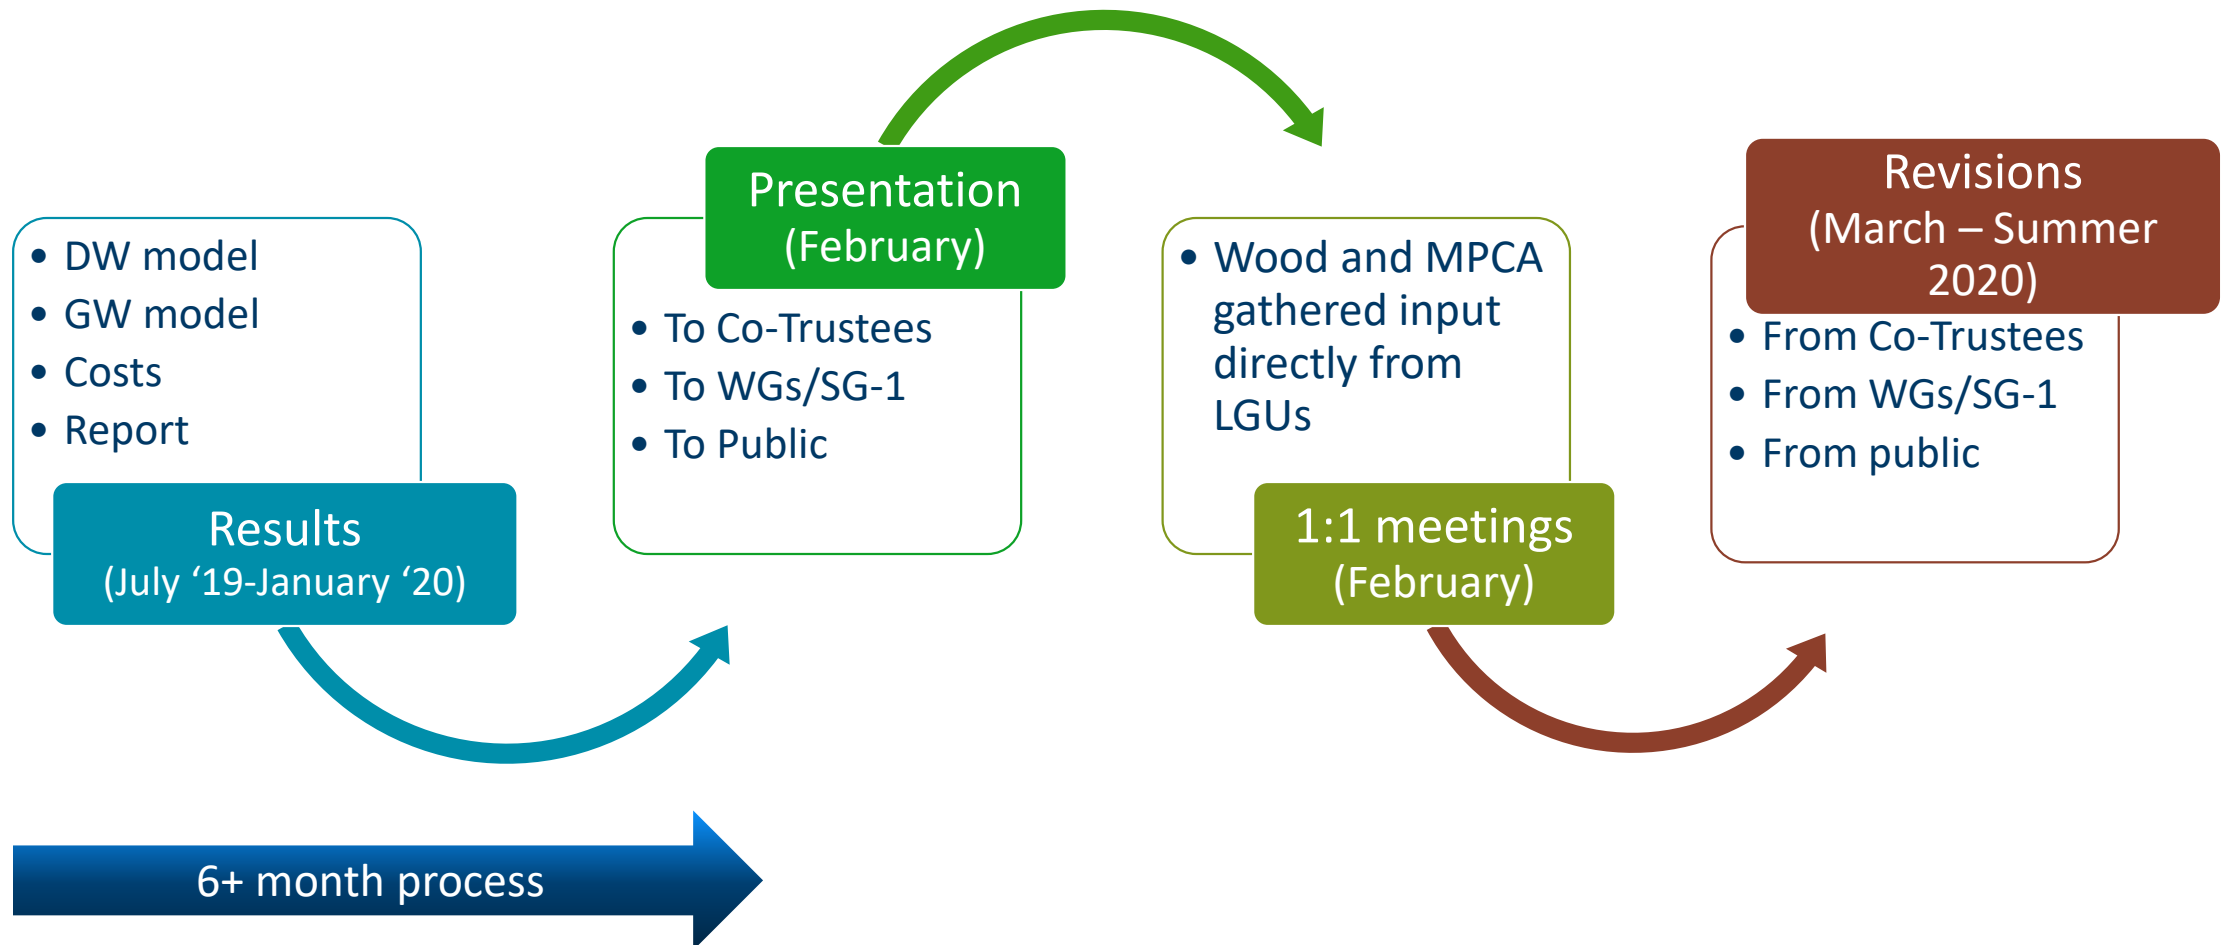 • DW model
• GW model
• Costs
• Report
Results
(July ‘19-January ‘20)
Presentation
(February)
• To Co-Trustees
• To WGs/SG-1
• To Public
• Wood and MPCA
gathered input
directly from
LGUs
1:1 meetings
(February)
Revisions
(March – Summer
2020)
• From Co-Trustees
• From WGs/SG-1
• From public
6+ month process